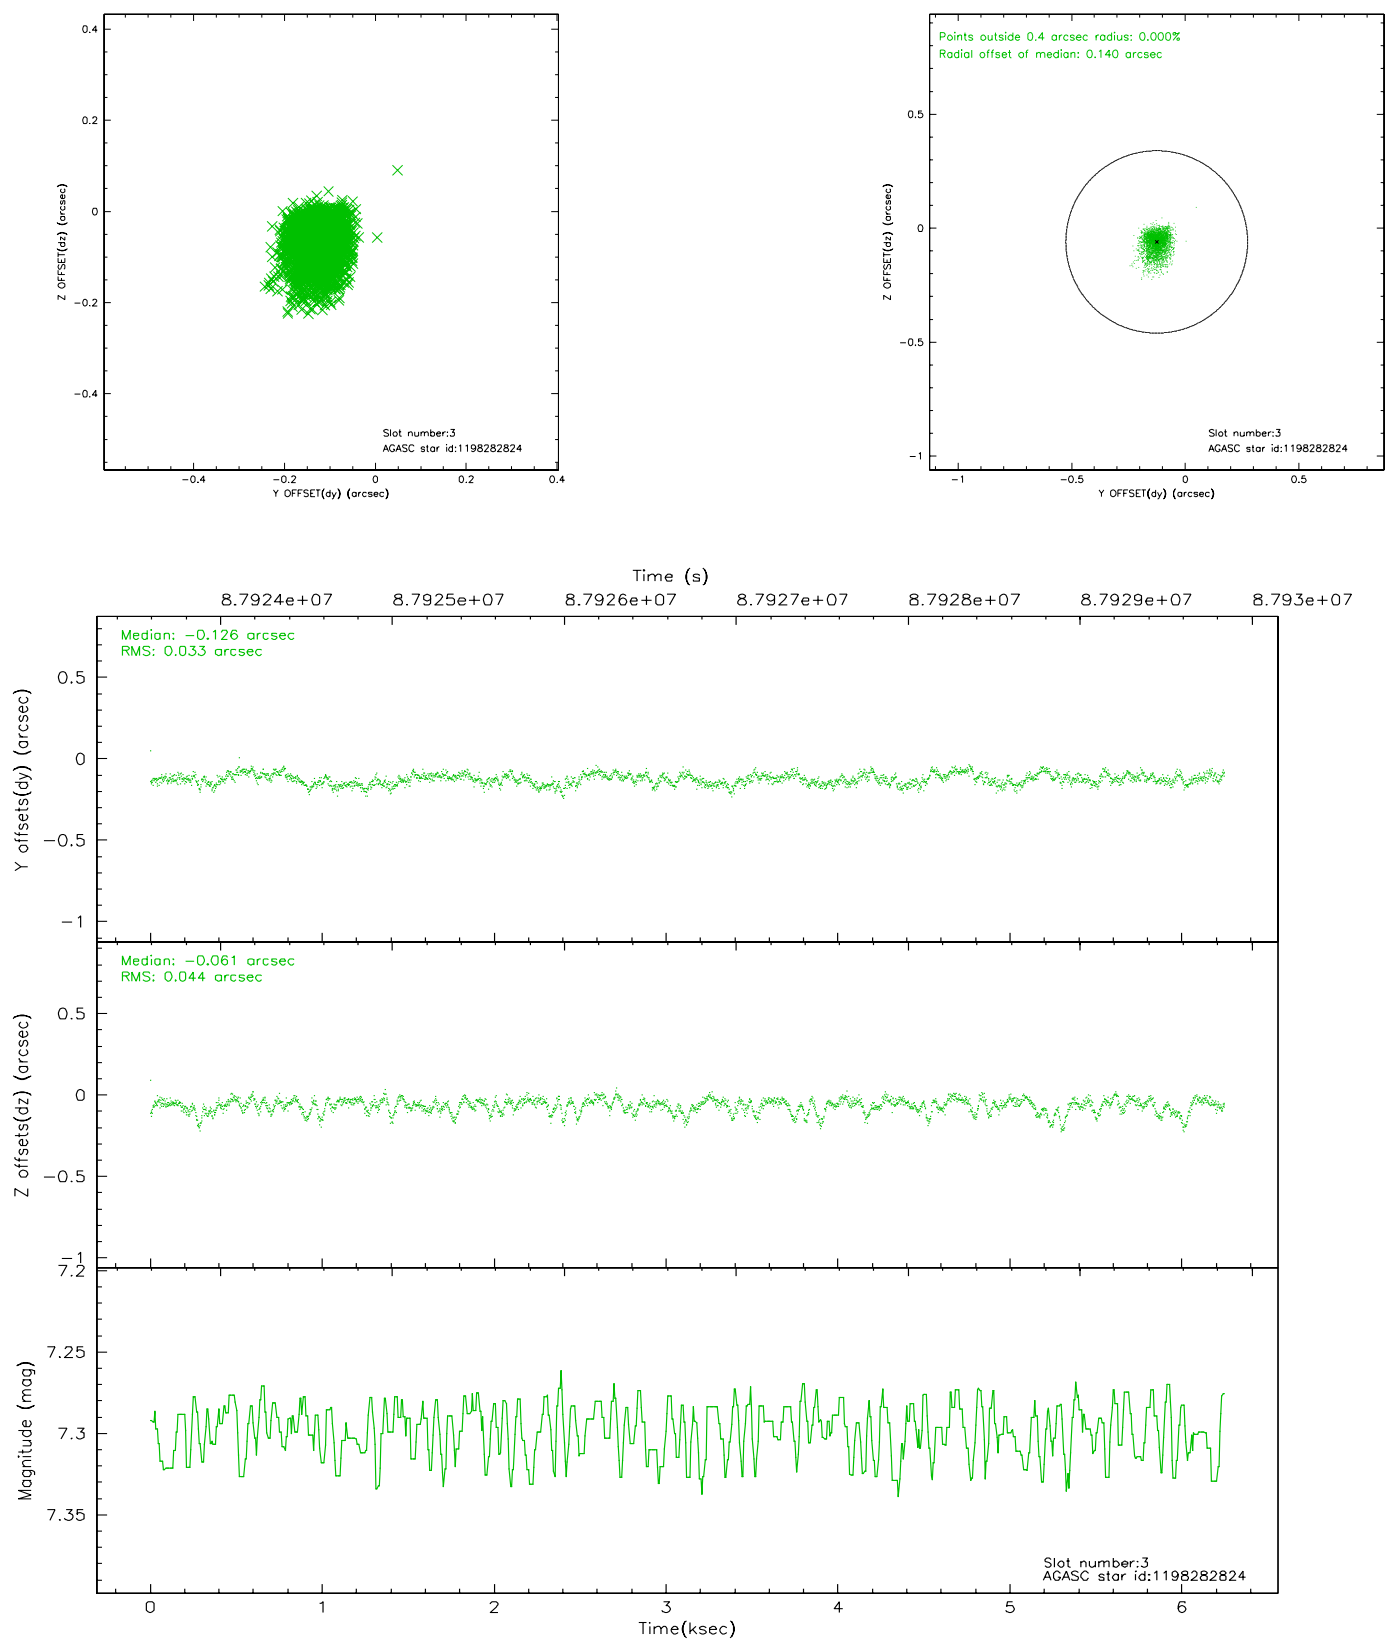 0.4
0.2
0
−0.2
−0.4
Z OFFSET(dz) (arcsec)
Slot number:3
AGASC star id:1198282824
−0.4
−0.2
0
0.2
0.4
Y OFFSET(dy) (arcsec)
Points outside 0.4 arcsec radius: 0.000%
Radial offset of median: 0.140 arcsec
0.5
0
−0.5
−1
Z OFFSET(dz) (arcsec)
Slot number:3
AGASC star id:1198282824
−1
−0.5
0
0.5
Y OFFSET(dy) (arcsec)
Time (s)
8.7924e+07
8.7925e+07
8.7926e+07
8.7927e+07
8.7928e+07
8.7929e+07
8.793e+07
Median: −0.126 arcsec
RMS: 0.033 arcsec
0.5
0
−0.5
−1
Y offsets(dy) (arcsec)
Median: −0.061 arcsec
RMS: 0.044 arcsec
0.5
0
−0.5
−1
Z offsets(dz) (arcsec)
7.2
7.25
7.3
7.35
Magnitude (mag)
Slot number:3
AGASC star id:1198282824
0
1
2
3
4
5
6
Time(ksec)